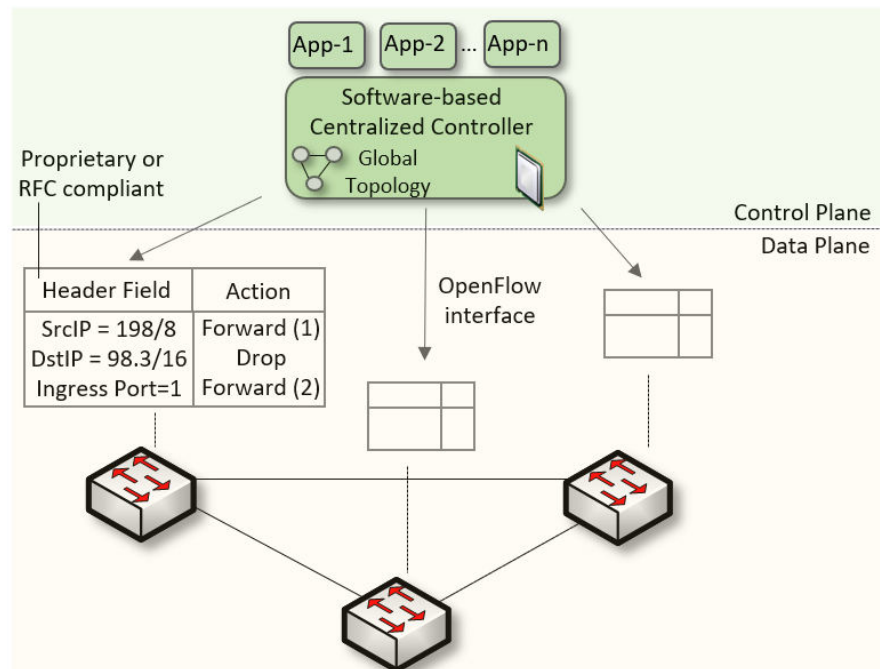 App-1 App-2 ... App-n
Software-based
Centralized Controller
Global
Topology
Proprietary or
RFC compliant
Control Plane
Data Plane
Header Field Action
SrcIP = 198/8 Forward (1)
DstIP = 98.3/16 Drop
Ingress Port=1 Forward (2)
OpenFlow
interface